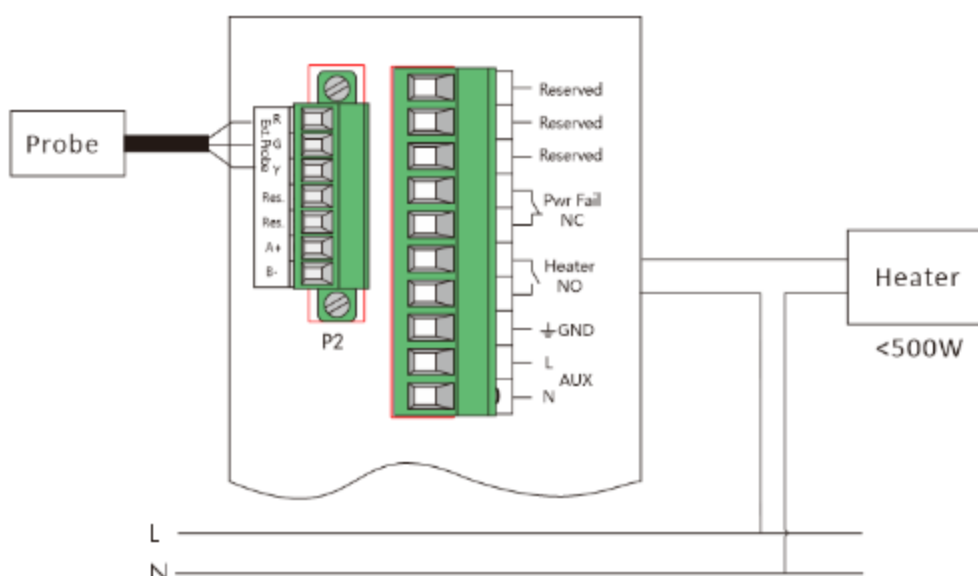 Probe
R
G
Y
Ext.Probe
Res.
Res.
A+
B-
P2
Reserved
Reserved
Reserved
Pwr Fail
NC
Heater
NO
GND
L
AUX
N
Heater
<500W
L
N